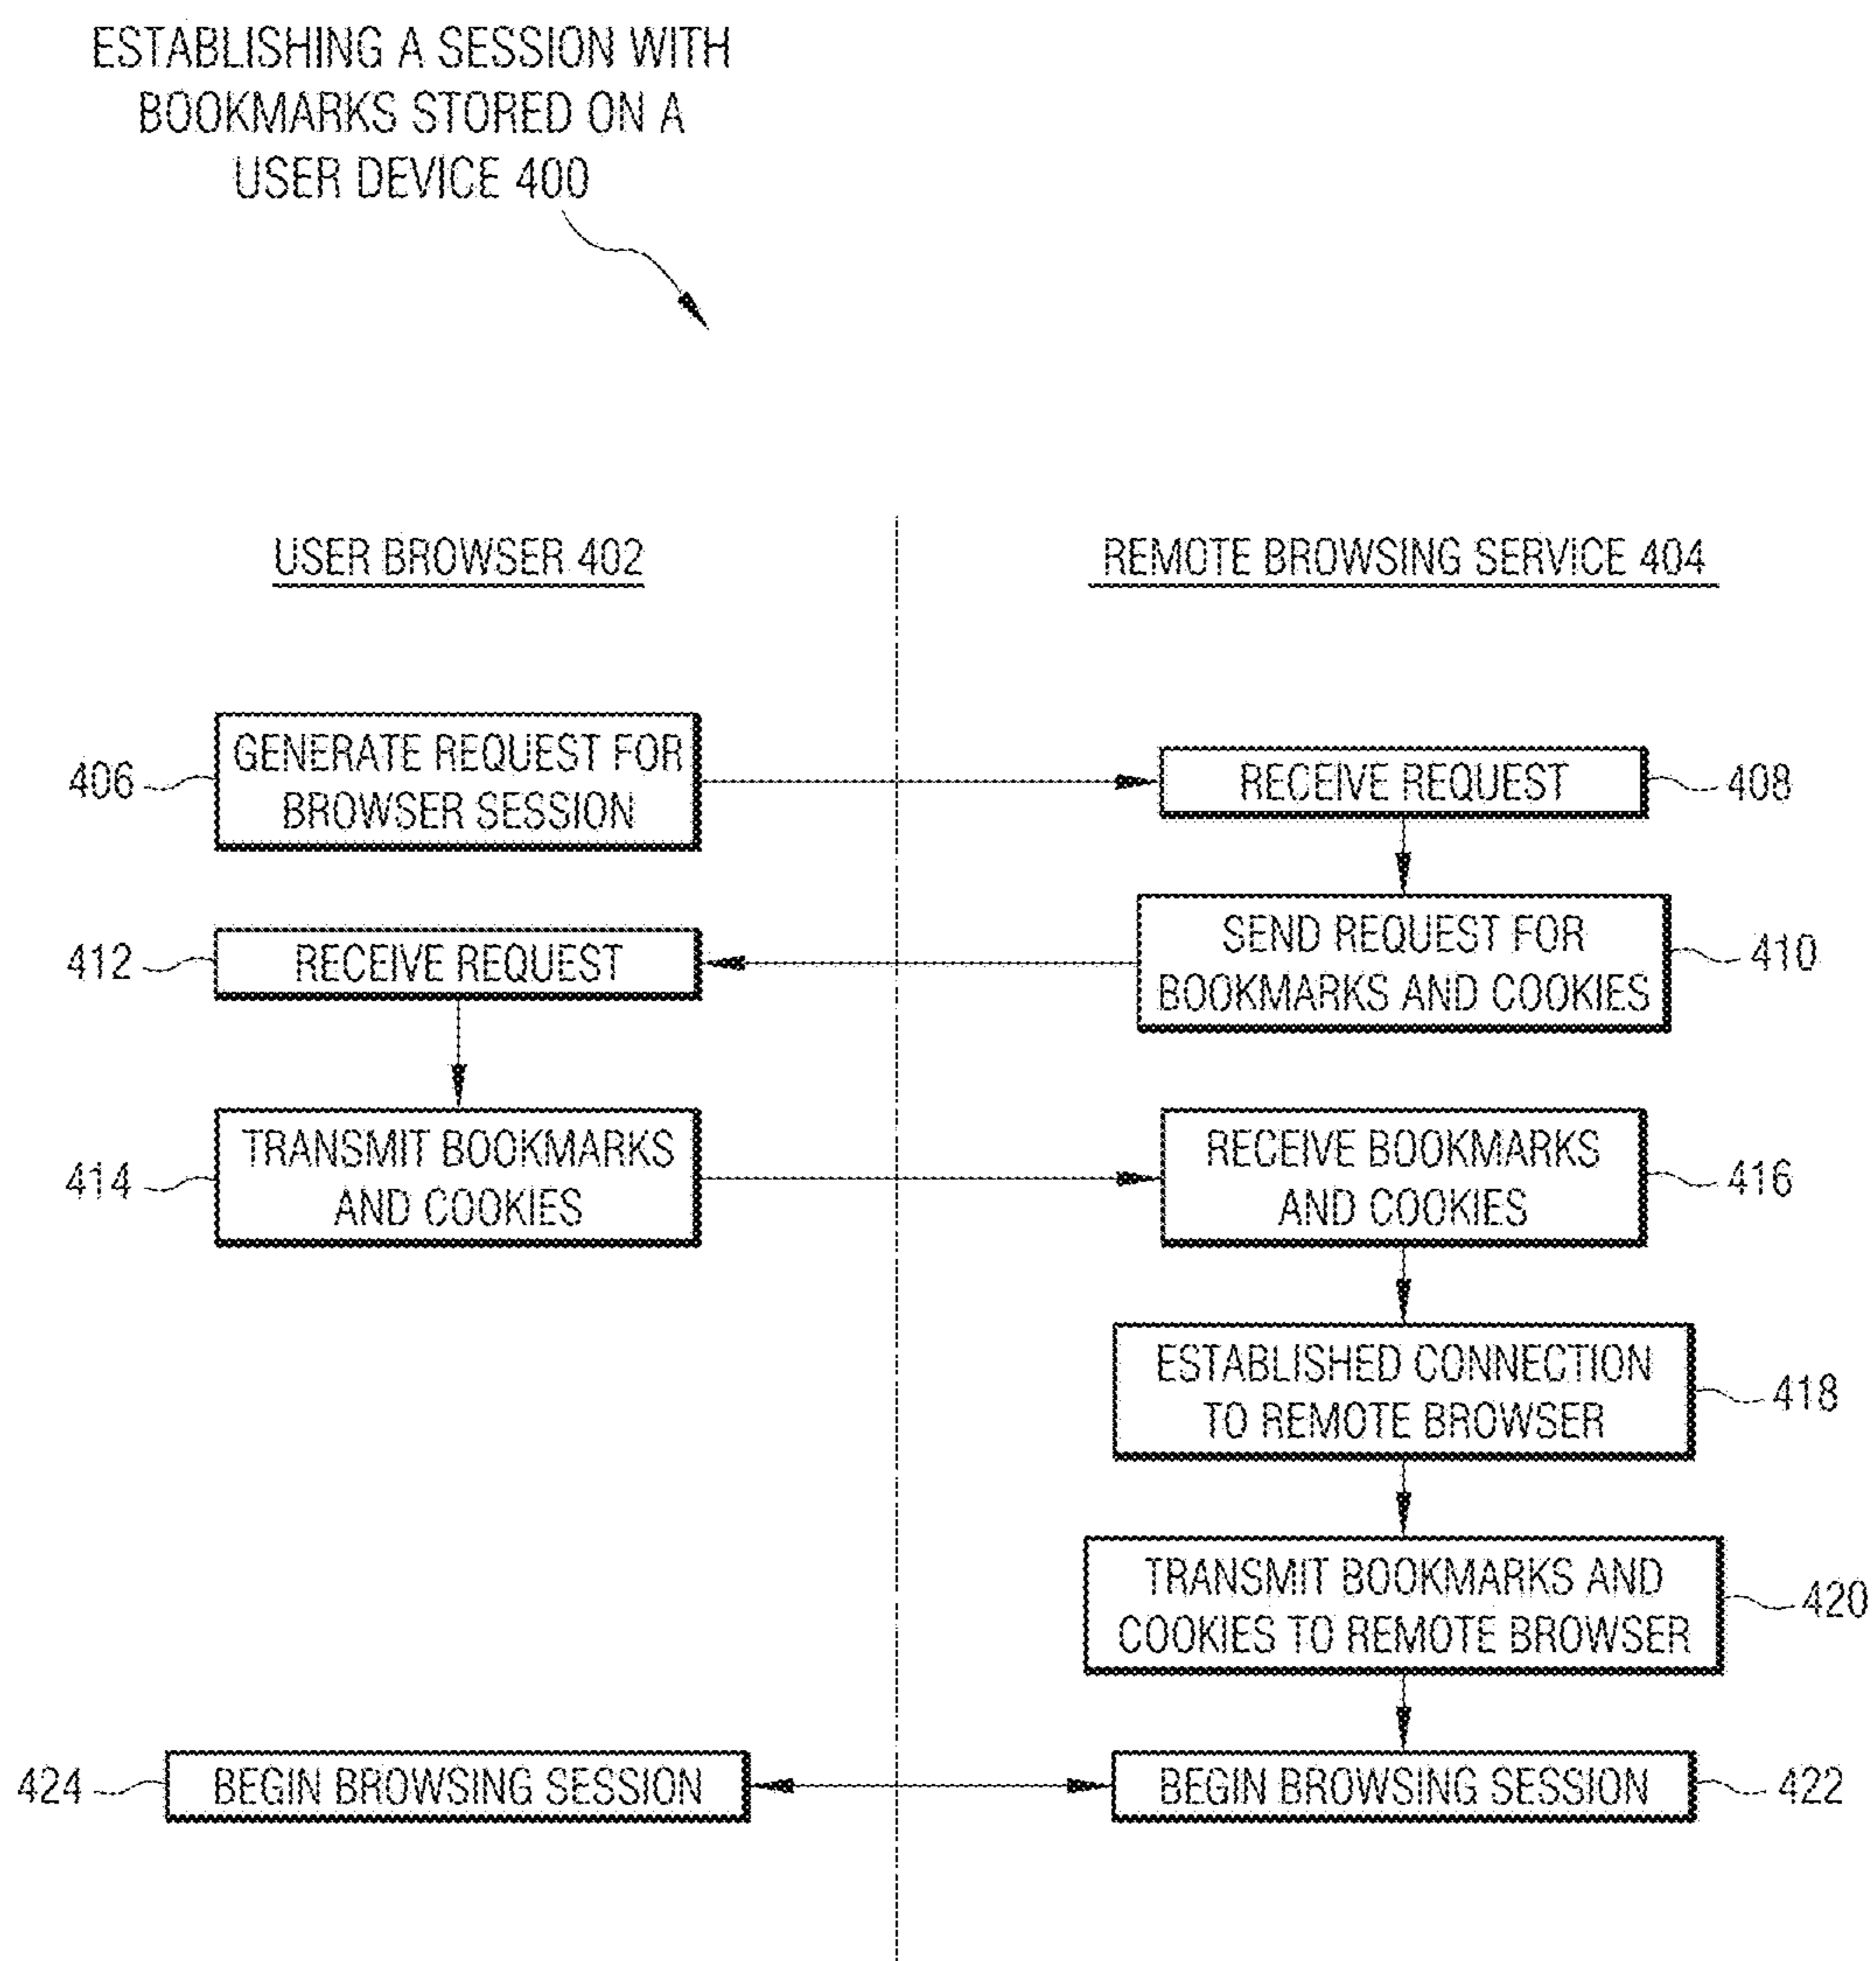 ESTABLISHING A SESSION WITH
BOOKMARKS STORED ON A
USER DEVICE 400
USER BROWSER 402
REMOTE BROWSING SERVICE 404
406
GENERATE REQUEST FOR
BROWSER SESSION
RECEIVE REQUEST
408
SEND REQUEST FOR
BOOKMARKS AND COOKIES
410
412
RECEIVE REQUEST
414
TRANSMIT BOOKMARKS
AND COOKIES
RECEIVE BOOKMARKS
AND COOKIES
416
ESTABLISHED CONNECTION
TO REMOTE BROWSER
418
TRANSMIT BOOKMARKS AND
COOKIES TO REMOTE BROWSER
420
424
BEGIN BROWSING SESSION
BEGIN BROWSING SESSION
422